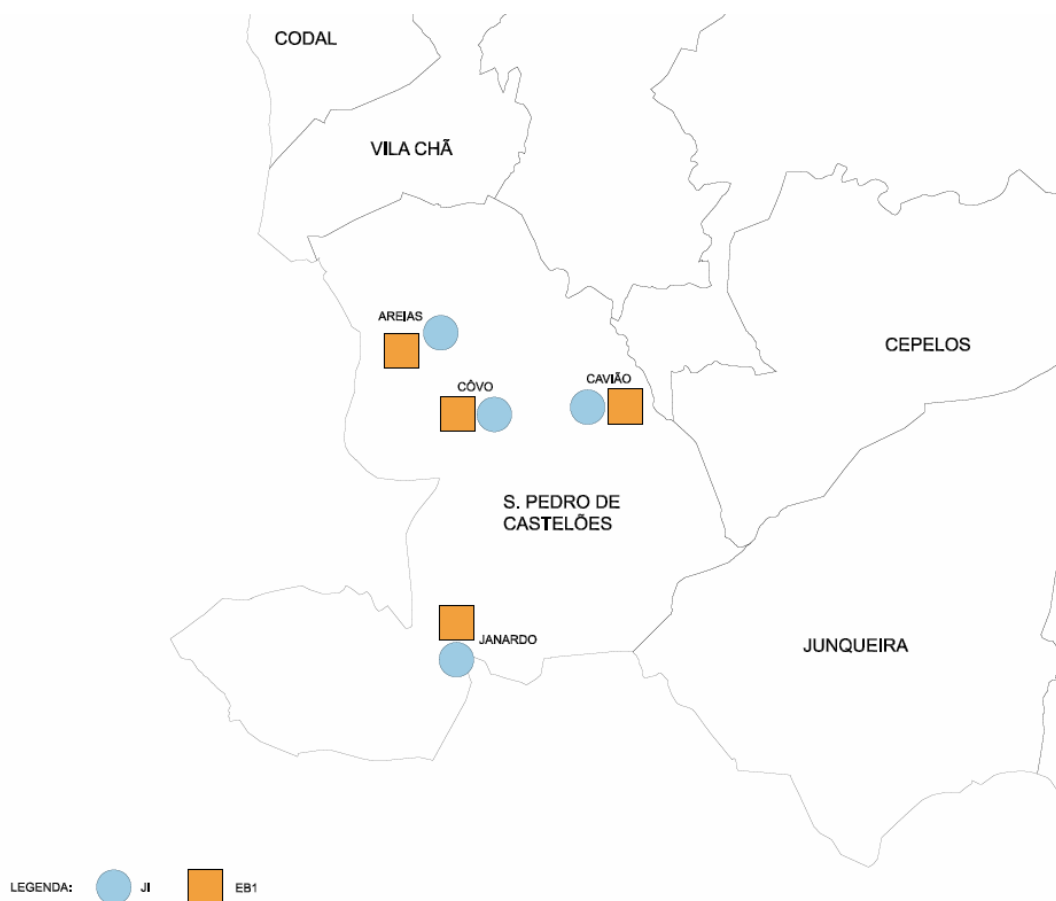 CODAL
VILA CHÃ
AREIAS
CEPELOS
CÔVO
CAVIÃO
S. PEDRO DE
CASTELÕES
JANARDO
JUNQUEIRA
LEGENDA:
JI
EB1